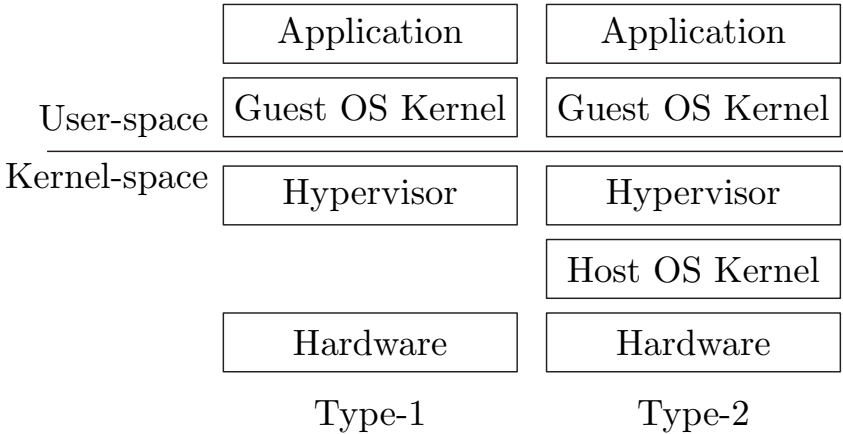 Application Application
User-space Guest OS Kernel Guest OS Kernel
Kernel-space Hypervisor Hypervisor
Host OS Kernel
Hardware Hardware
Type-1 Type-2